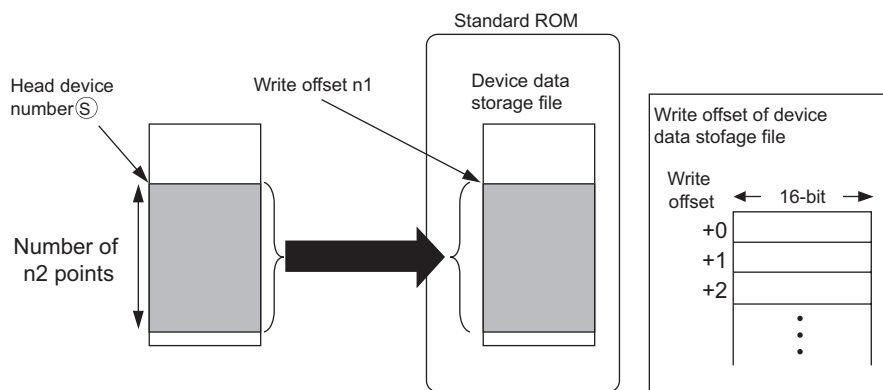 Standard ROM
Head device
number Ⓢ
Write offset n1
Device data
storage file
Number of
n2 points
Write offset of device
data stofage file
Write
offset
16-bit
+0
+1
+2